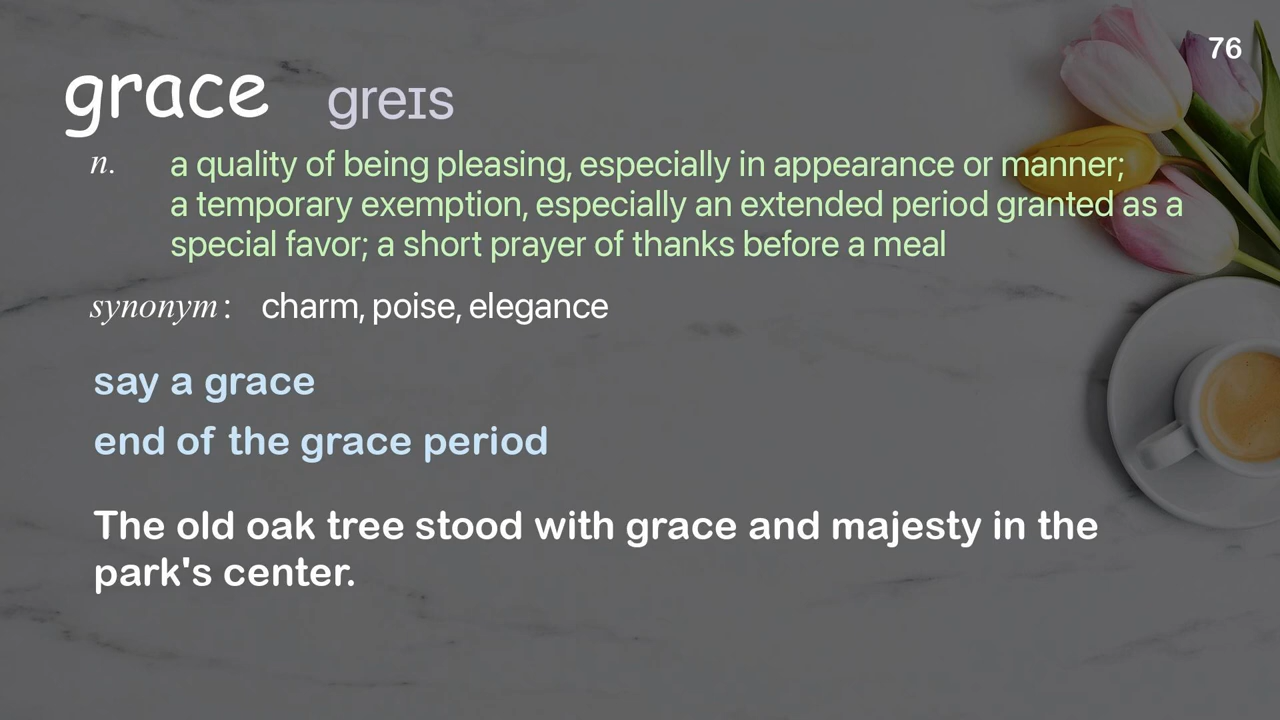 76
grace greɪs
n. a quality of being pleasing, especially in appearance or manner;
a temporary exemption, especially an extended period granted as a
special favor; a short prayer of thanks before a meal
synonym: charm, poise, elegance
say a grace
end of the grace period
The old oak tree stood with grace and majesty in the
park's center.